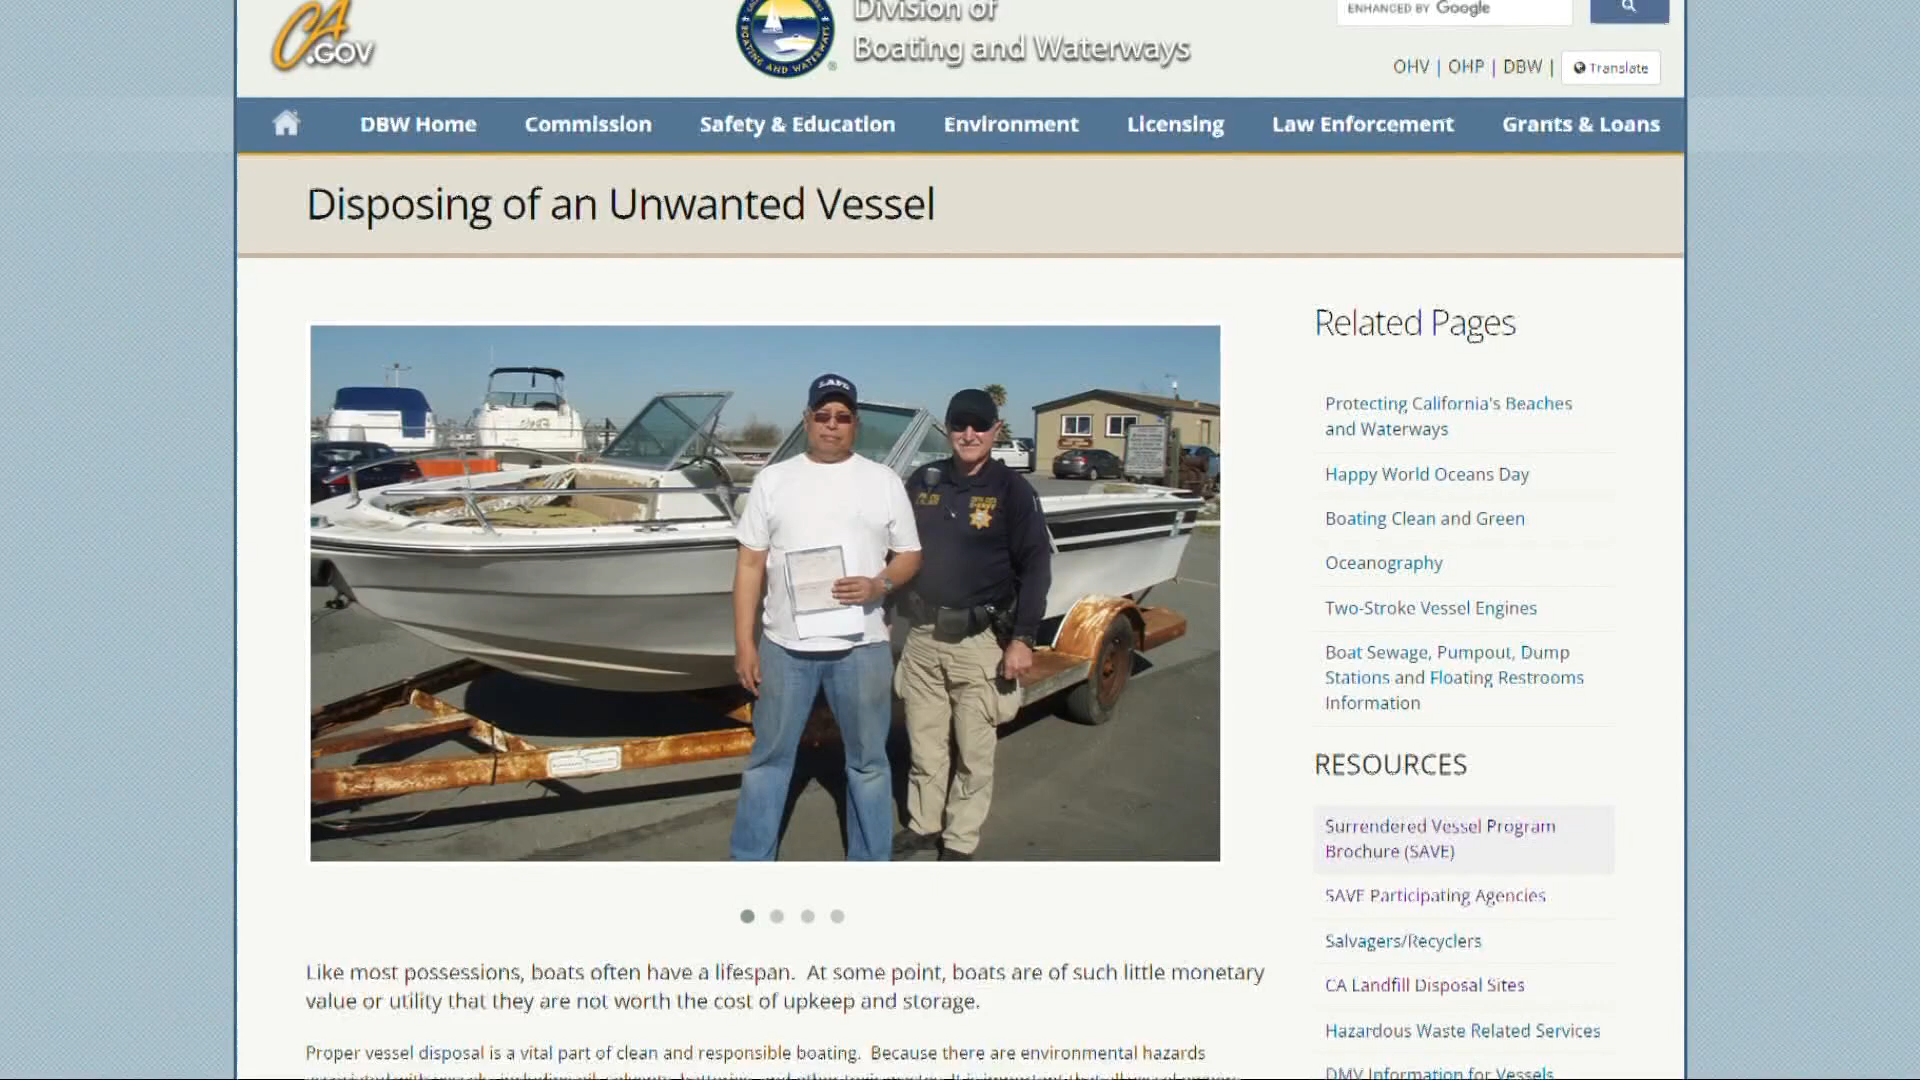 CA
.GOV
BOATING AND WATERWAYS
Division of
Boating and Waterways
ENHANCED BY Google
OHV | OHP | DBW |
Translate
DBW Home
Commission
Safety & Education
Environment
Licensing
Law Enforcement
Grants & Loans
Disposing of an Unwanted Vessel
LAPD
SHERIFF
Related Pages
Protecting California's Beaches
and Waterways
Happy World Oceans Day
Boating Clean and Green
Oceanography
Two-Stroke Vessel Engines
Boat Sewage, Pumpout, Dump
Stations and Floating Restrooms
Information
RESOURCES
Surrendered Vessel Program
Brochure (SAVE)
SAVE Participating Agencies
Salvagers/Recyclers
CA Landfill Disposal Sites
Hazardous Waste Related Services
DMV Information for Vessels
Like most possessions, boats often have a lifespan. At some point, boats are of such little monetary
value or utility that they are not worth the cost of upkeep and storage.
Proper vessel disposal is a vital part of clean and responsible boating. Because there are environmental hazards